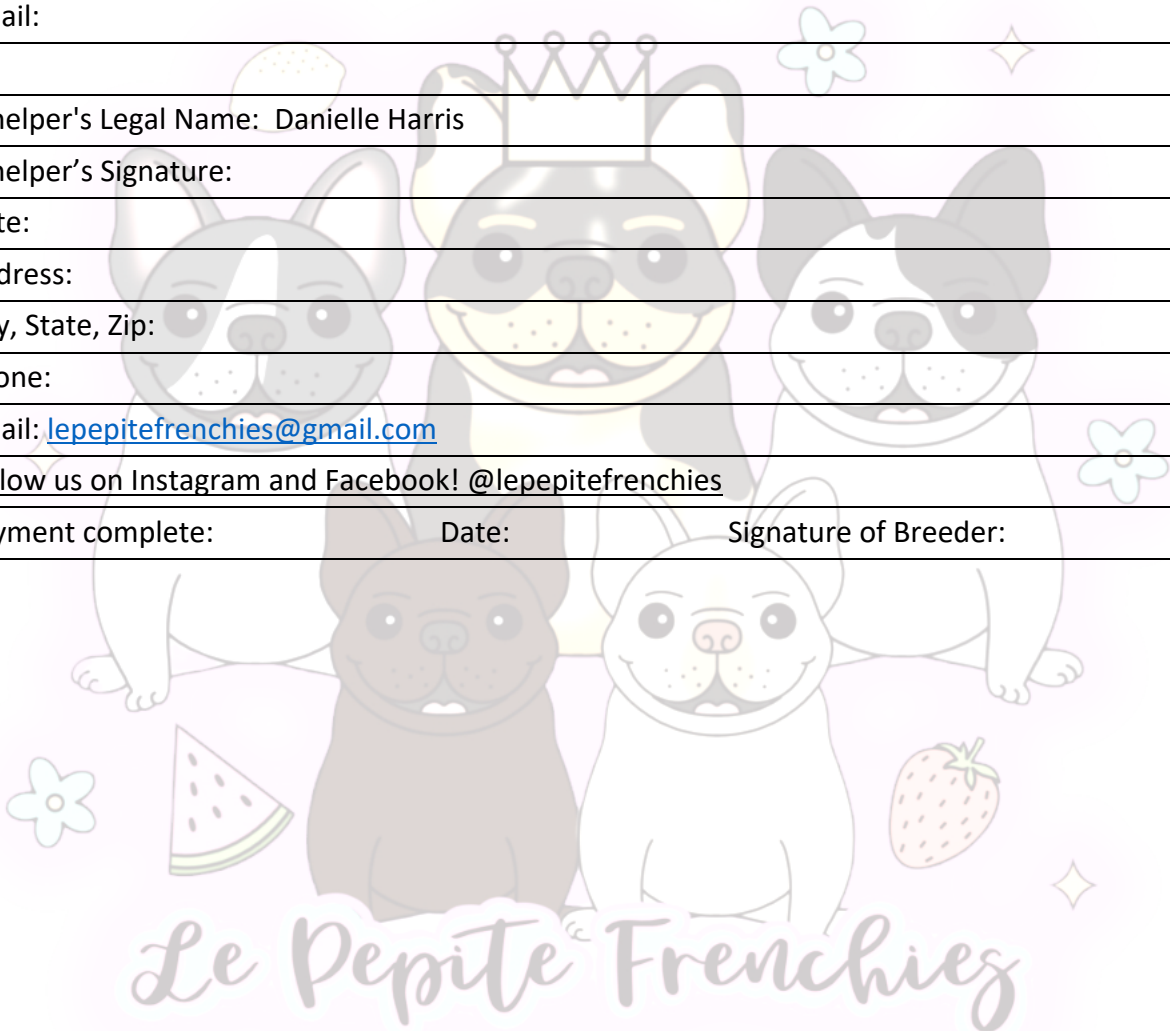 ail:
helper's Legal Name: Danielle Harris
helper’s Signature:
te:
dress:
y, State, Zip:
one:
ail: lepepitefrenchies@gmail.com
llow us on Instagram and Facebook! @lepepitefrenchies
yment complete: Date: Signature of Breeder:
Le Pepite Frenchies